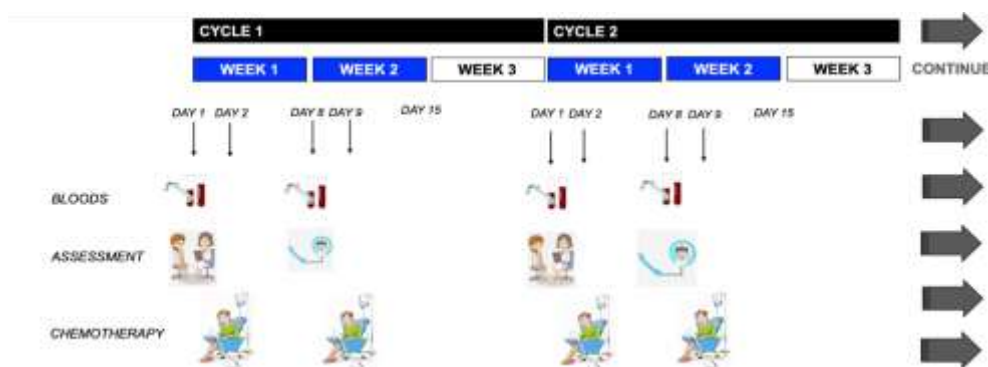 CYCLE 1 CYCLE 2
WEEK 1 WEEK 2 WEEK 3 WEEK 1 WEEK 2 WEEK 3 CONTINUE
DAY 1 DAY 2 DAY 8 DAY 9 DAY 15 DAY 1 DAY 2 DAY 8 DAY 9 DAY 15
BLOODS
ASSESSMENT
CHEMOTHERAPY